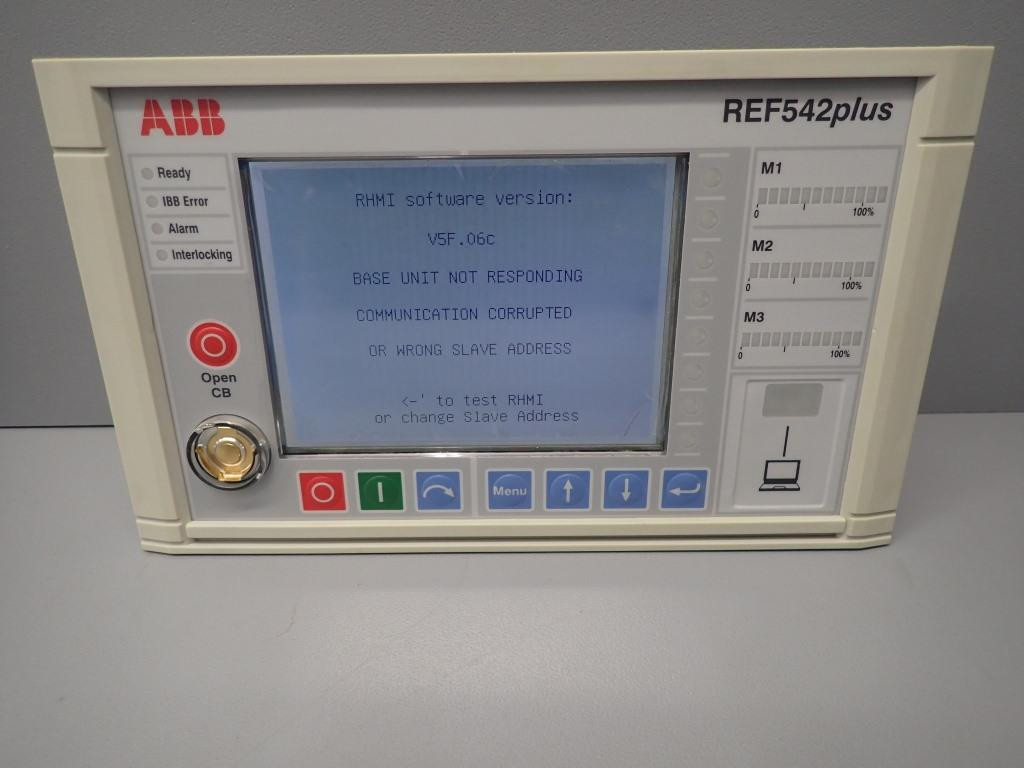 ABB
REF542plus
Ready
IBB Error
Alarm
Interlocking
Open
CB
RHMI software version:
V5F.06c
BASE UNIT NOT RESPONDING
COMMUNICATION CORRUPTED
OR WRONG SLAVE ADDRESS
<-' to test RHMI
or change Slave Address
Menu
M1
0 100%
M2
0 100%
M3
0 100%